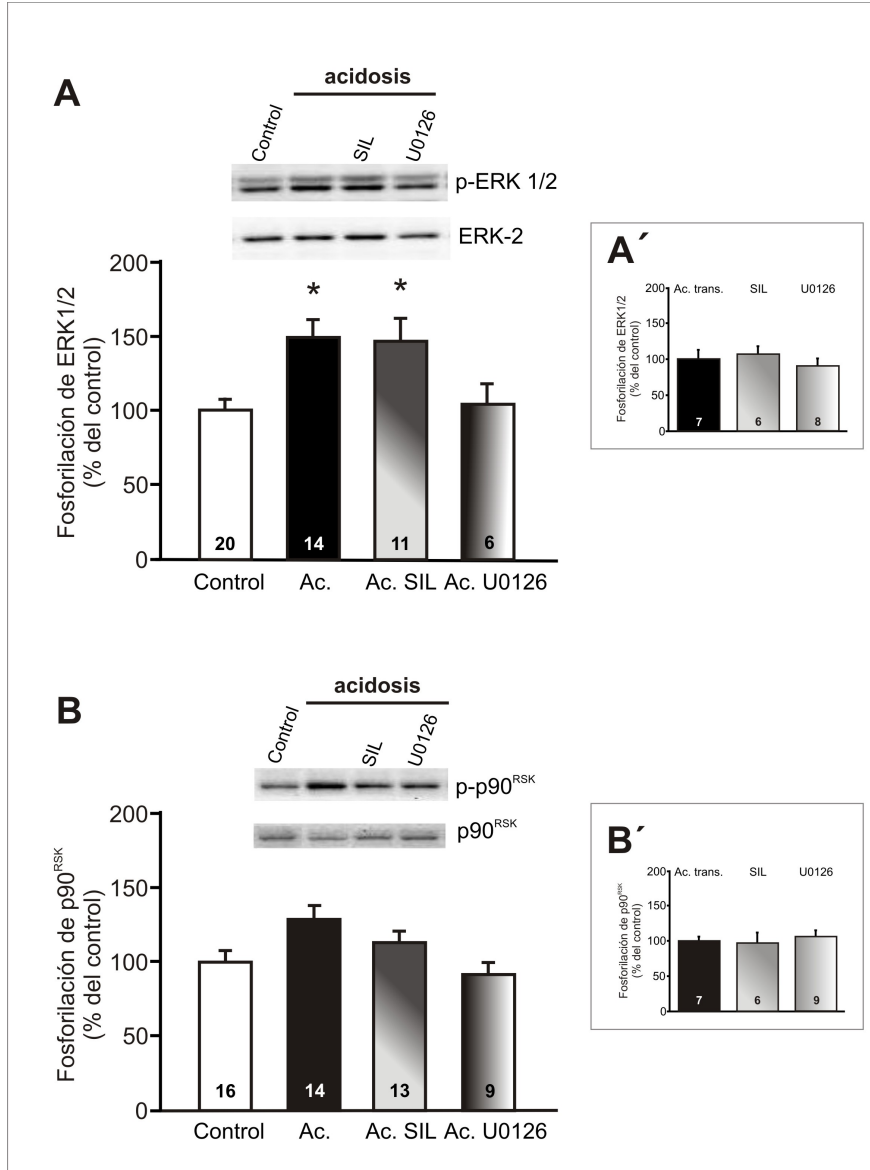 A
acidosis
Control
SIL
U0126
p-ERK 1/2
ERK-2
Fosforilación de ERK1/2
(% del control)
200
150
100
50
0
*
*
20
14
11
6
Control
Ac.
Ac. SIL
Ac. U0126
A´
Fosforilación de ERK1/2
(% del control)
200
150
100
50
0
Ac. trans.
SIL
U0126
7
6
8
B
acidosis
Control
SIL
U0126
p-p90RSK
p90RSK
Fosforilación de p90RSK
(% del control)
200
150
100
50
0
16
14
13
9
Control
Ac.
Ac. SIL
Ac. U0126
B´
Fosforilación de p90RSK
(% del control)
200
150
100
50
0
Ac. trans.
SIL
U0126
7
6
9